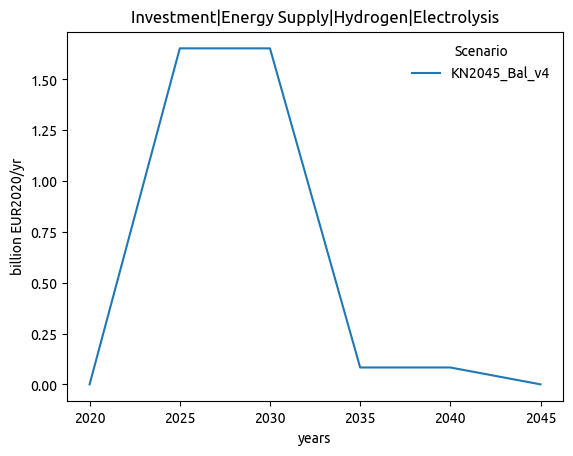 Investment|Energy Supply|Hydrogen|Electrolysis
Scenario
KN2045_Bal_v4
billion EUR2020/yr
1.50
1.25
1.00
0.75
0.50
0.25
0.00
2020 2025 2030 2035 2040 2045
years